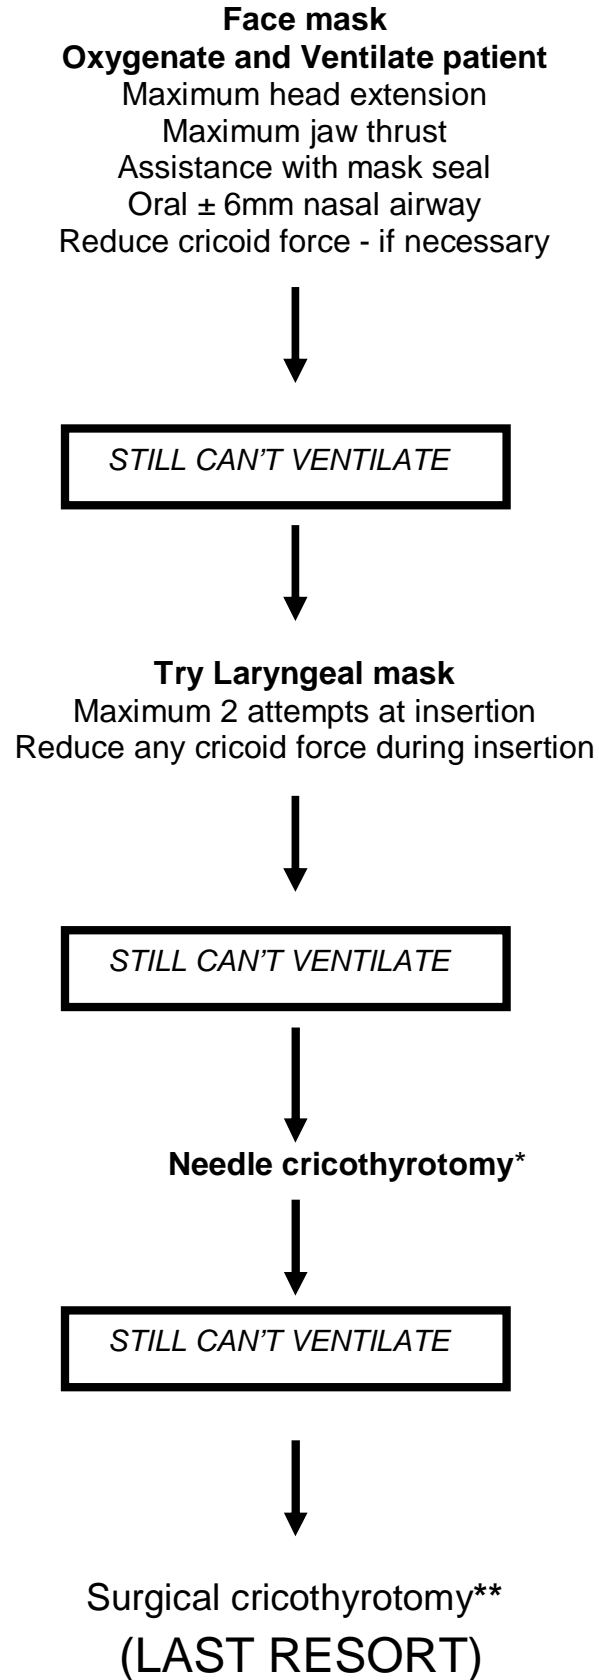 Face mask
Oxygenate and Ventilate patient
Maximum head extension
Maximum jaw thrust
Assistance with mask seal
Oral ± 6mm nasal airway
Reduce cricoid force - if necessary
STILL CAN'T VENTILATE
Try Laryngeal mask
Maximum 2 attempts at insertion
Reduce any cricoid force during insertion
STILL CAN'T VENTILATE
Needle cricothyrotomy*
STILL CAN'T VENTILATE
Surgical cricothyrotomy**
(LAST RESORT)